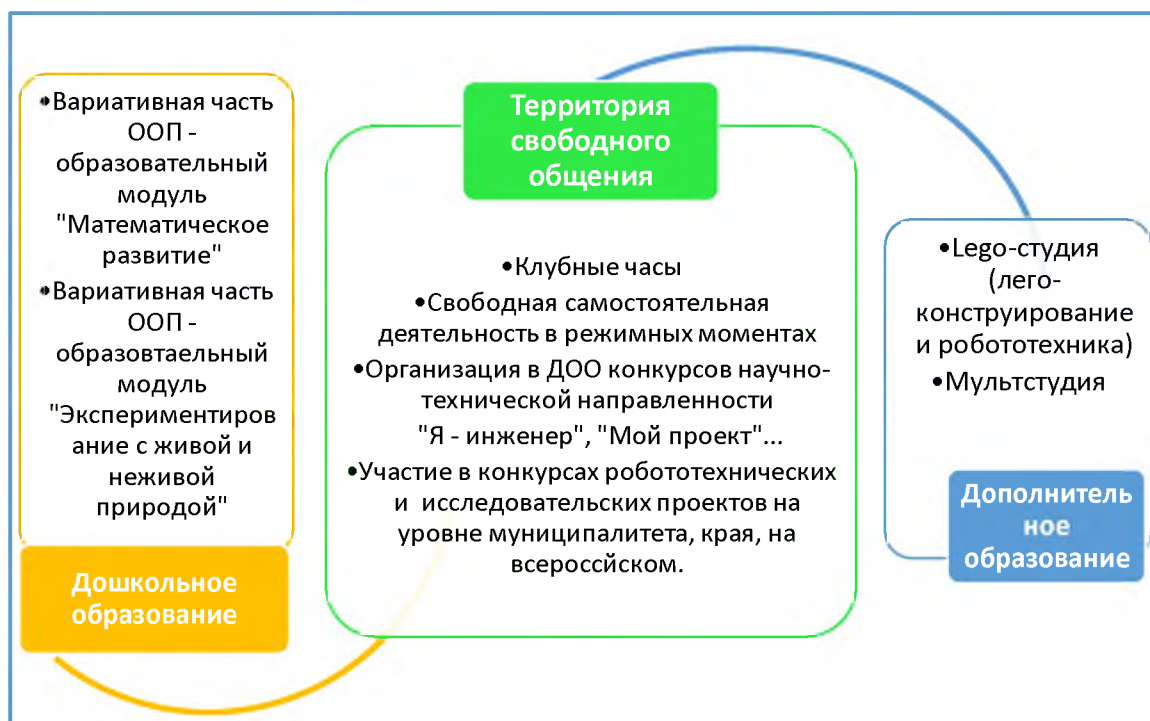 •Вариативная часть
ООП -
образовательный
модуль
"Математическое
развитие"
•Вариативная часть
ООП -
образовтаельный
модуль
"Экспериментиров
ание с живой и
неживой
природой"
Дошкольное
образование
Территория
свободного
общения
•Клубные часы
•Свободная самостоятельная
деятельность в режимных моментах
•Организация в ДОО конкурсов научно-
технической направленности
"Я - инженер", "Мой проект"...
•Участие в конкурсах робототехнических
и исследовательских проектов на
уровне муниципалитета, края, на
всероссйском.
•Lego-студия
(лего-
конструирование
и робототехника)
•Мультстудия
Дополнитель
ное
образование